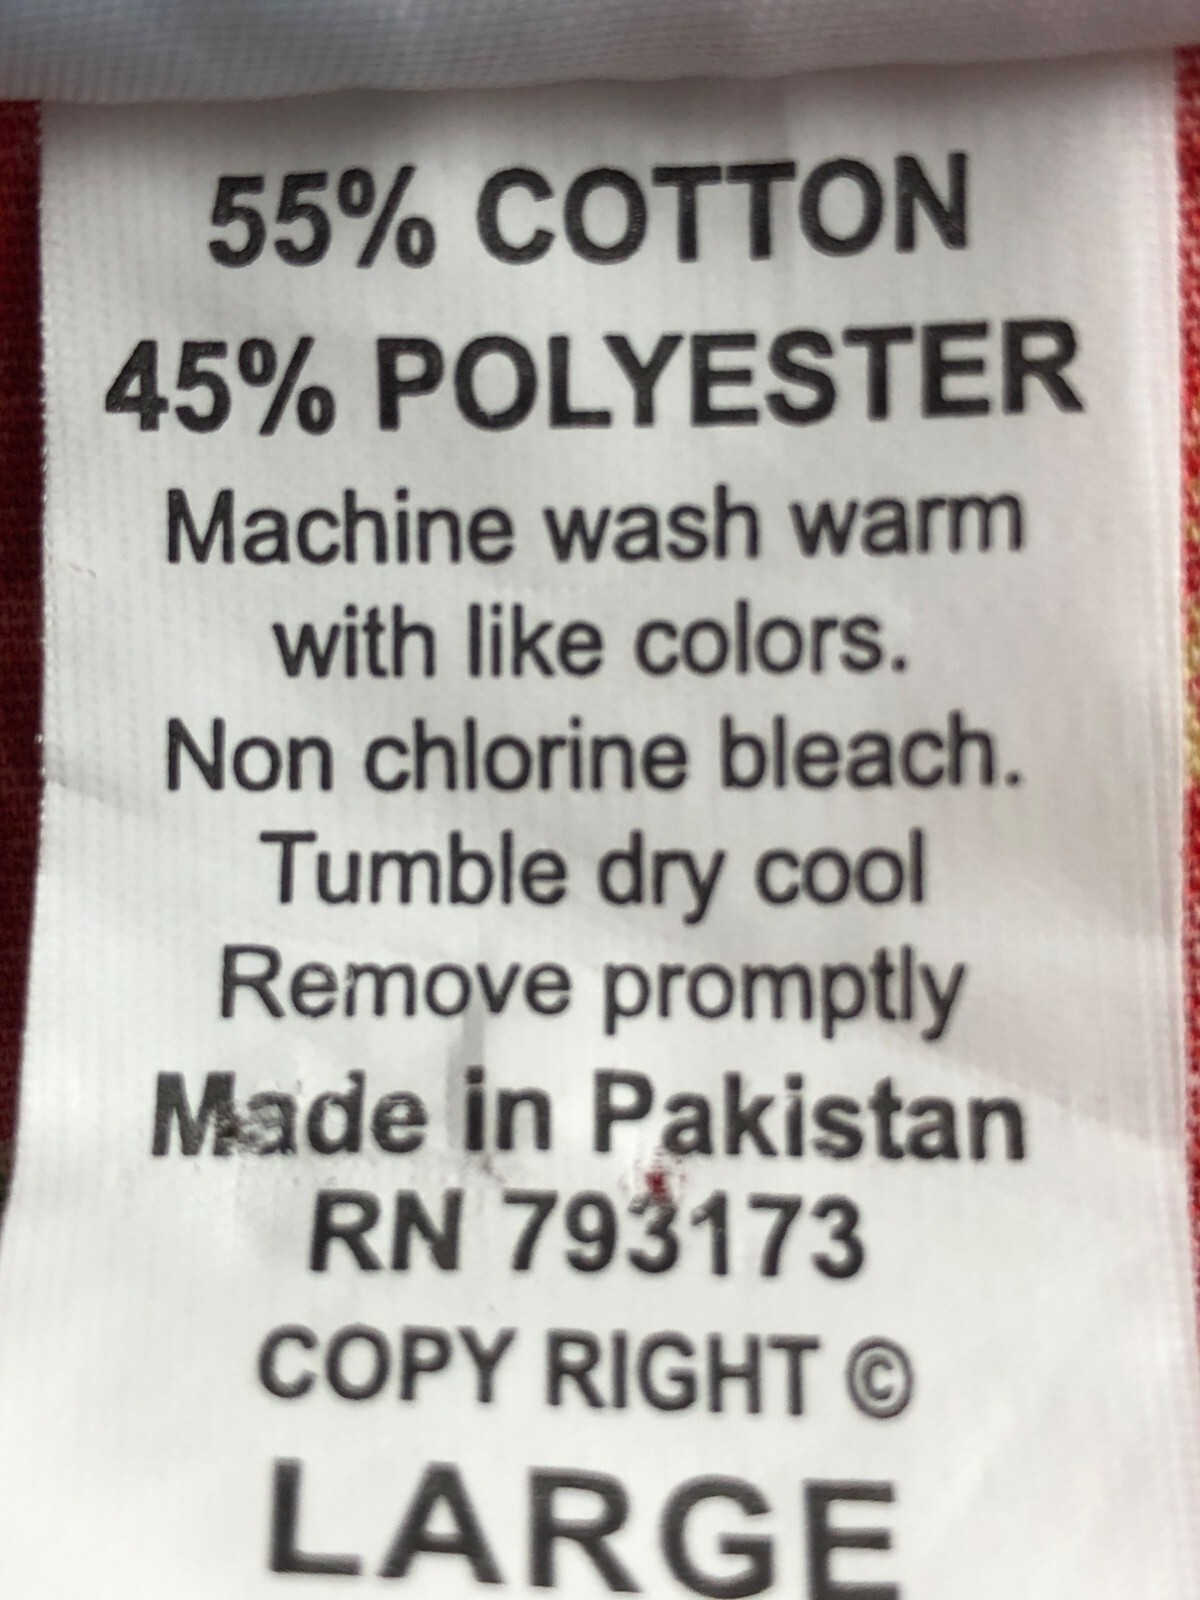 55% COTTON
45% POLYESTER
Machine wash warm
with like colors.
Non chlorine bleach.
Tumble dry cool
Remove promptly
Made in Pakistan
RN 793173
COPY RIGHT ©
LARGE